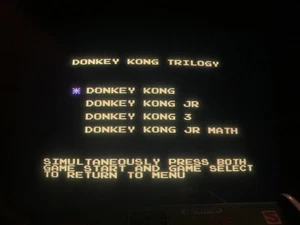 DONKEY KONG TRILOGY
DONKEY KONG
DONKEY KONG JR
DONKEY KONG 3
DONKEY KONG JR MATH
SIMULTANEOUSLY PRESS BOTH
GAME START AND GAME SELECT
TO RETURN TO MENU